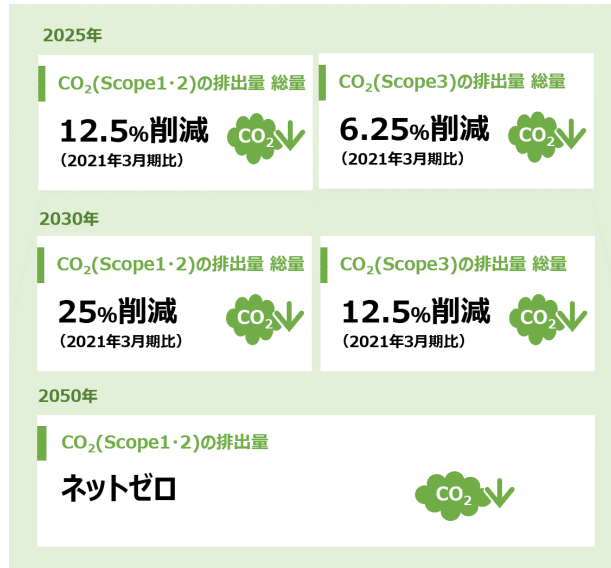 2025年
CO₂(Scope1・2)の排出量 総量
12.5%削減
（2021年3月期比）
CO₂
CO₂(Scope3)の排出量 総量
6.25%削減
（2021年3月期比）
CO₂
2030年
CO₂(Scope1・2)の排出量 総量
25%削減
（2021年3月期比）
CO₂
CO₂(Scope3)の排出量 総量
12.5%削減
（2021年3月期比）
CO₂
2050年
CO₂(Scope1・2)の排出量
ネットゼロ
CO₂